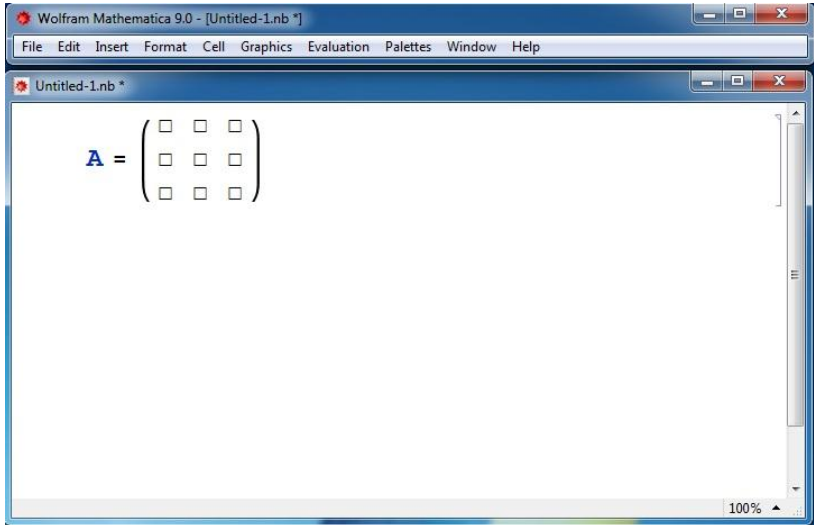 Wolfram Mathematica 9.0 - [Untitled-1.nb *]
File Edit Insert Format Cell Graphics Evaluation Palettes Window Help
Untitled-1.nb *
A = (□ □ □
□ □ □
□ □ □)
100%